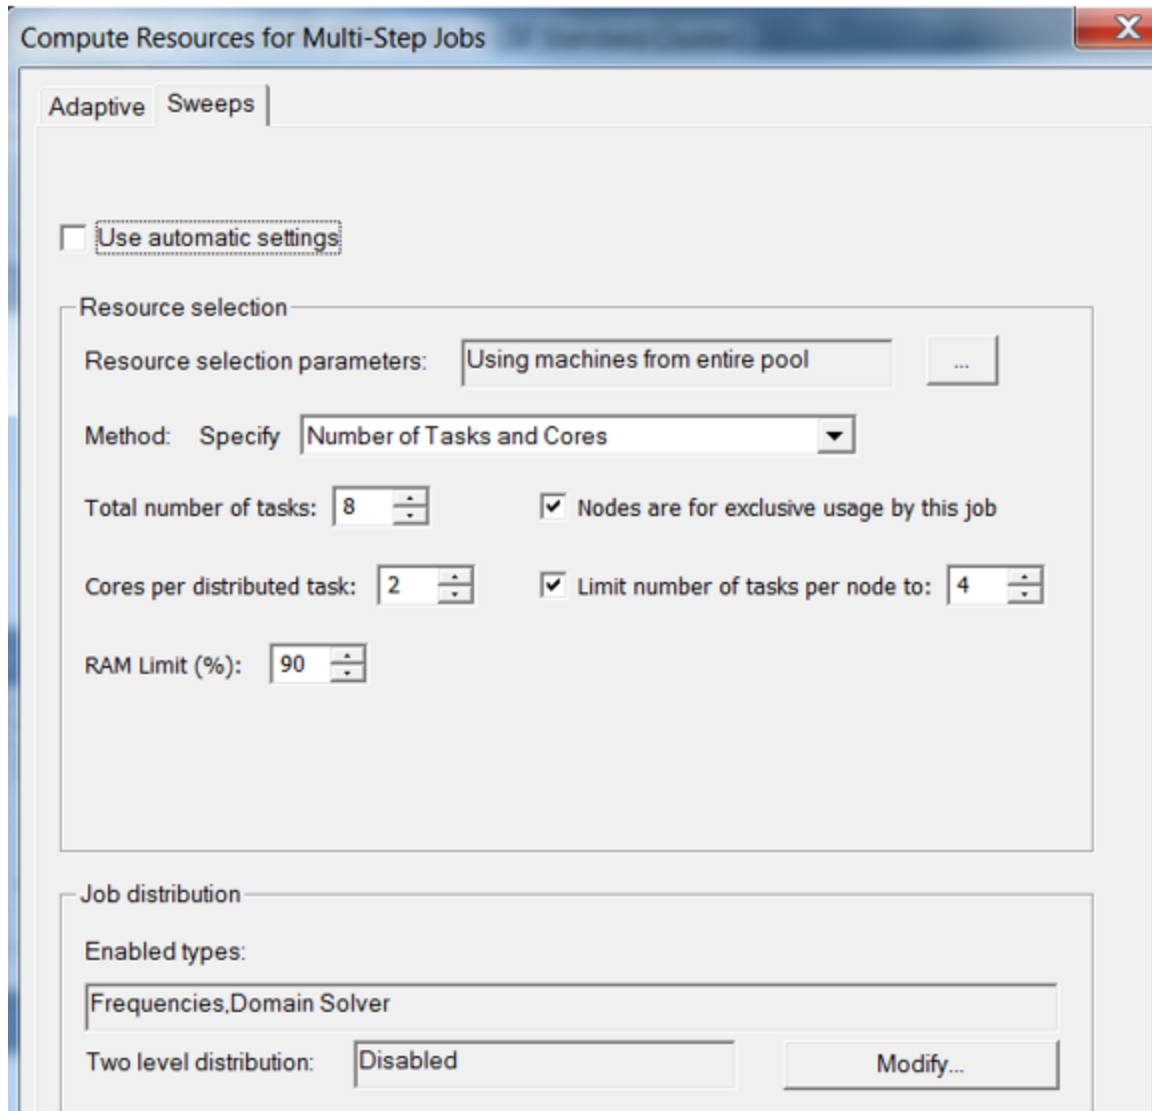 Compute Resources for Multi-Step Jobs
Adaptive
Sweeps
Use automatic settings
Resource selection
Resource selection parameters: Using machines from entire pool ...
Method: Specify Number of Tasks and Cores
Total number of tasks: 8 Nodes are for exclusive usage by this job
Cores per distributed task: 2 Limit number of tasks per node to: 4
RAM Limit (%): 90
Job distribution
Enabled types:
Frequencies,Domain Solver
Two level distribution: Disabled Modify...